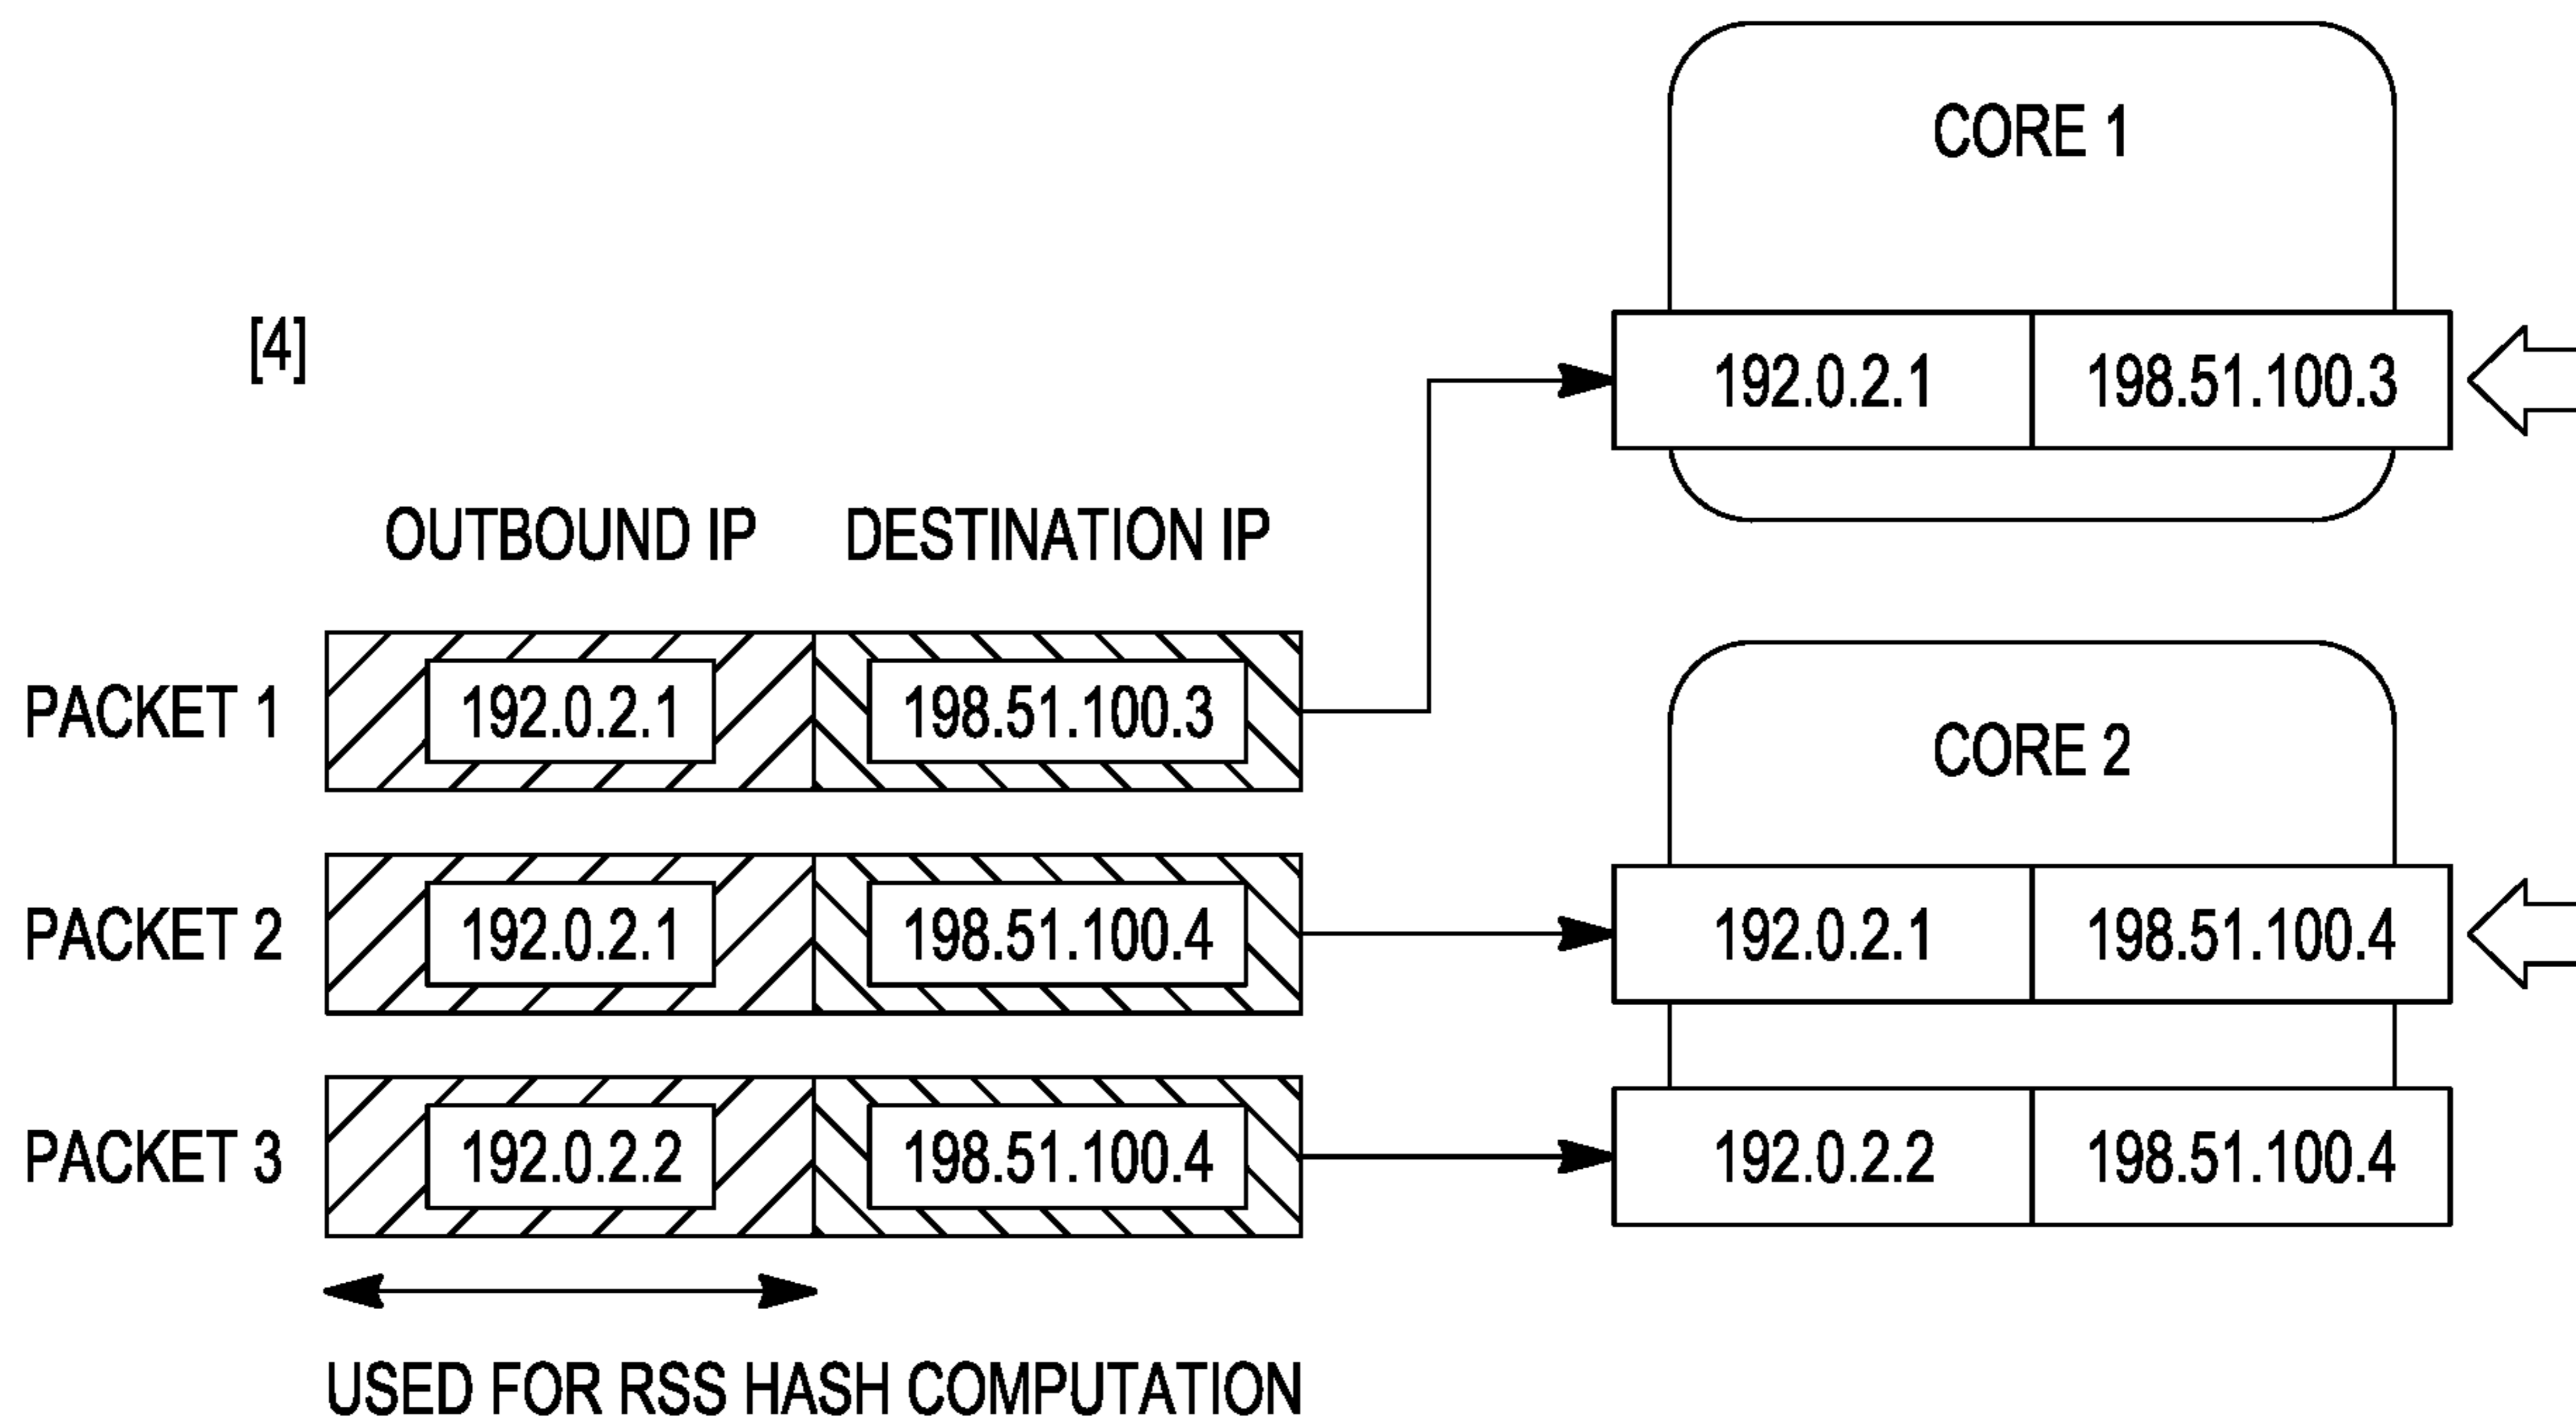 CORE 1
[4]
192.0.2.1 198.51.100.3
OUTBOUND IP DESTINATION IP
PACKET 1 192.0.2.1 198.51.100.3
CORE 2
PACKET 2 192.0.2.1 198.51.100.4 192.0.2.1 198.51.100.4
PACKET 3 192.0.2.2 198.51.100.4 192.0.2.2 198.51.100.4
USED FOR RSS HASH COMPUTATION